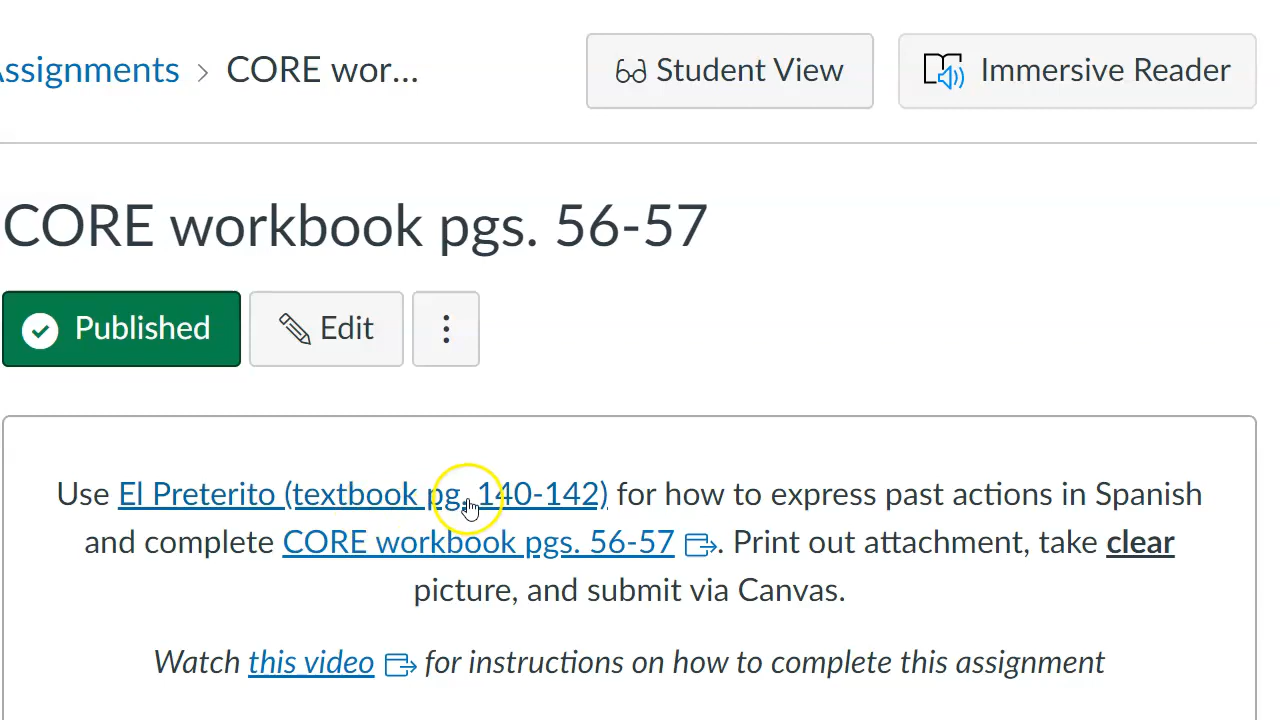 Assignments > CORE wor...
Student View
Immersive Reader
CORE workbook pgs. 56-57
Published
Edit
Use El Preterito (textbook pg. 140-142) for how to express past actions in Spanish
and complete CORE workbook pgs. 56-57. Print out attachment, take clear
picture, and submit via Canvas.
Watch this video for instructions on how to complete this assignment